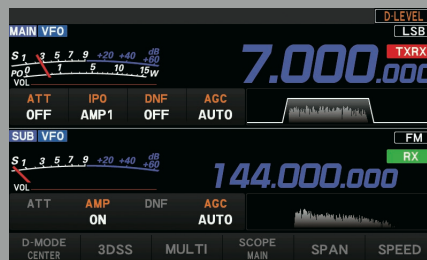 D-LEVEL
MAIN VFO
LSB
S 1 3 5 7 9 +20 +40 +60 dB
7.000.000
TXRX
PO 0 1 5 10 15W
VOL
ATT IPO DNF AGC
OFF AMP1 OFF AUTO
SUB VFO
FM
S 1 3 5 7 9 +20 +40 +60 dB
RX
144.000.000
VOL
ATT AMP DNF AGC
ON AUTO
D-MODE 3DSS MULTI SCOPE SPAN SPEED
CENTER MAIN